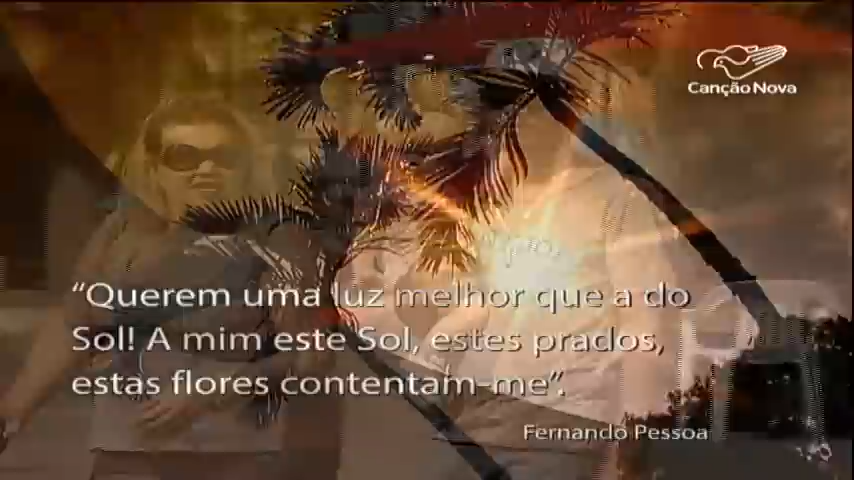 Canção Nova
“Querem uma luz melhor que a do
Sol! A mim este Sol, estes prados,
estas flores contentam-me”.
Fernando Pessoa